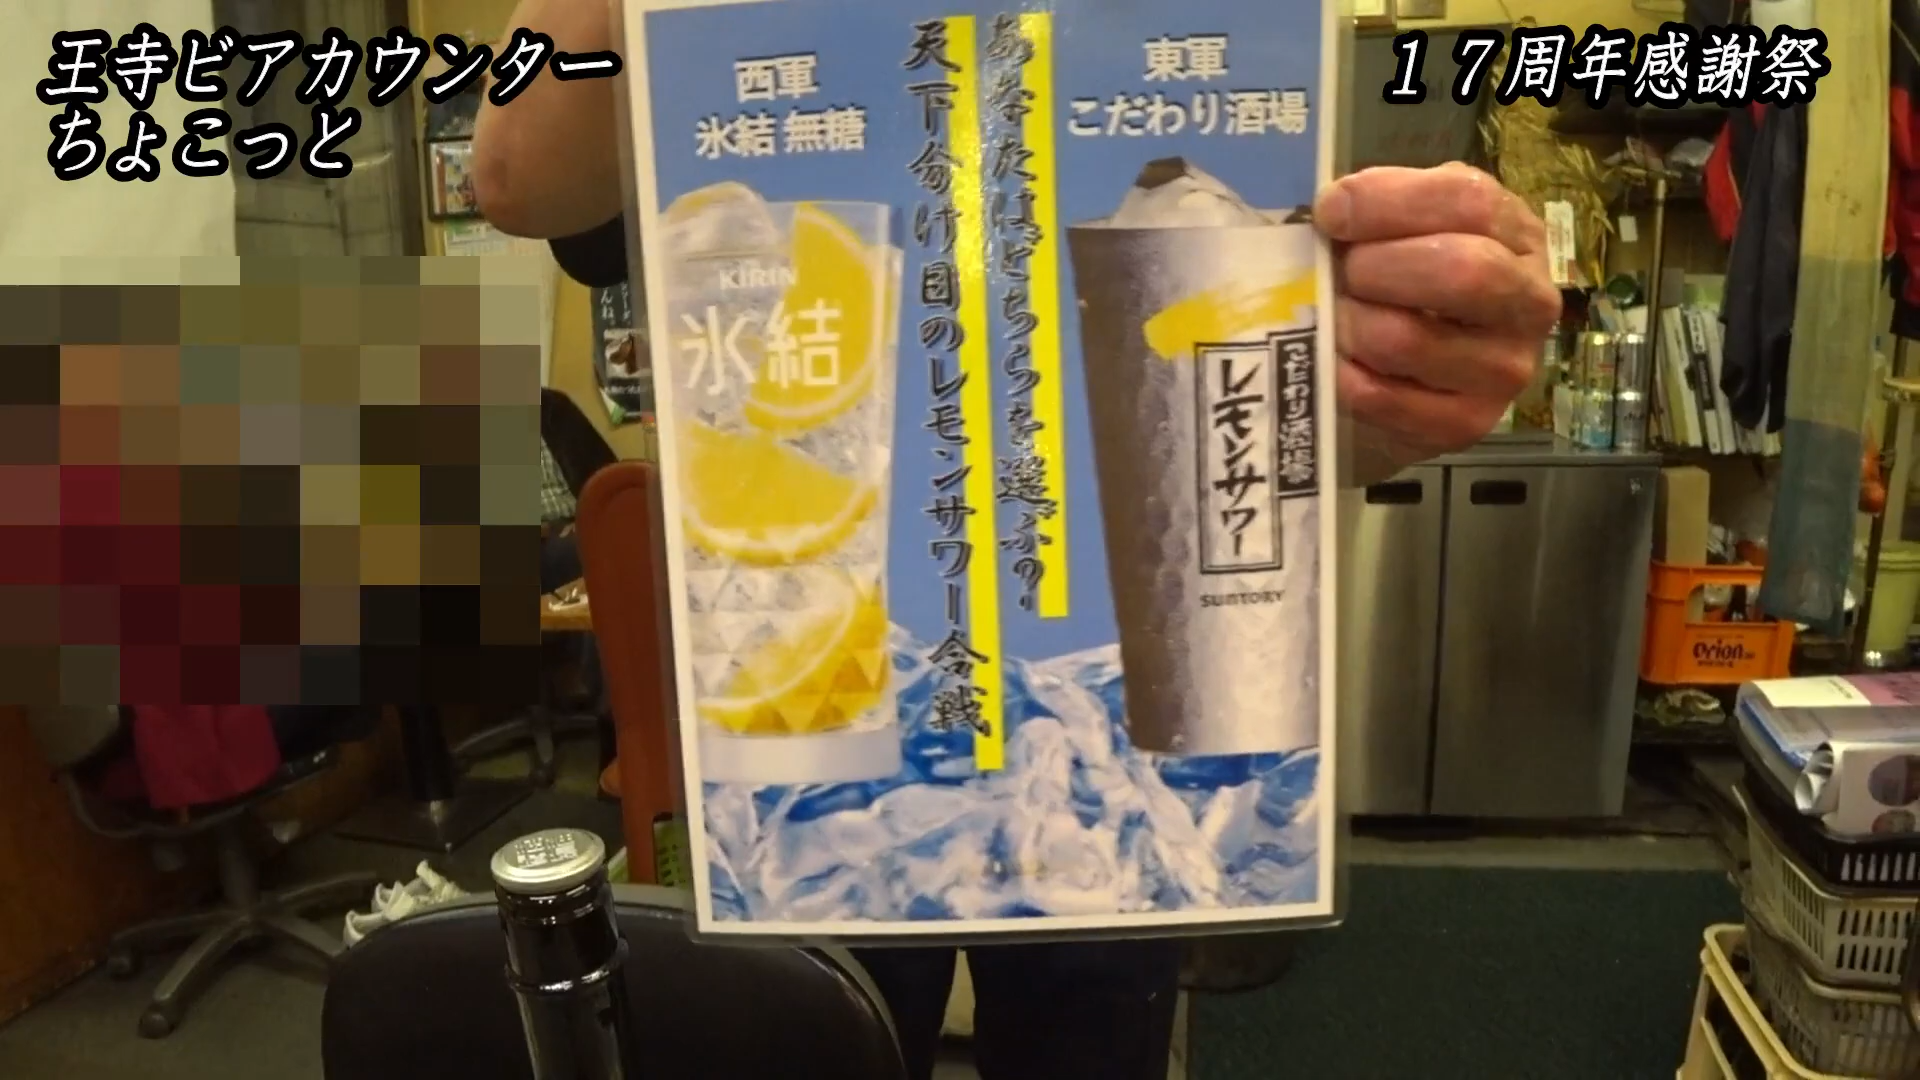 王寺ビアカウンター
ちょこっと
17周年感謝祭
西軍
氷結 無糖
東軍
こだわり酒場
あなたはどちらを選ぶ?
天下分け目のレモンサワー合戦
KIRIN
氷結
こだわり酒場
レモンサワー
SUNTORY
Orion